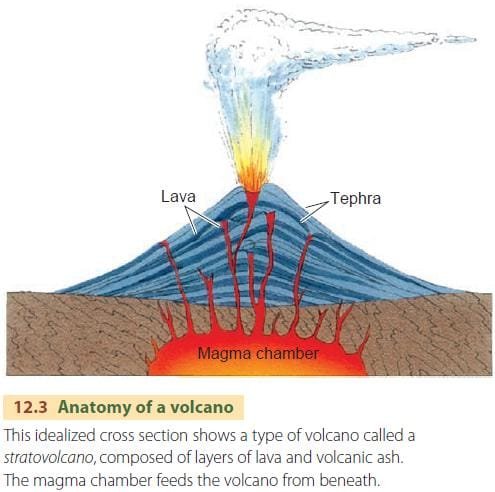 Lava
Tephra
Magma chamber
12.3 Anatomy of a volcano
This idealized cross section shows a type of volcano called a
stratovolcano, composed of layers of lava and volcanic ash.
The magma chamber feeds the volcano from beneath.